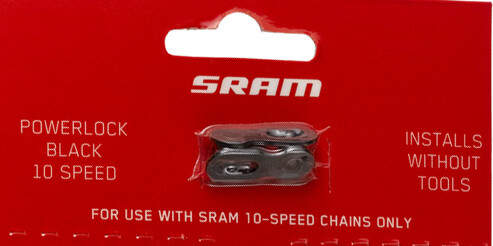 SRAM
POWERLOCK
BLACK
10 SPEED
INSTALLS
WITHOUT
TOOLS
FOR USE WITH SRAM 10-SPEED CHAINS ONLY